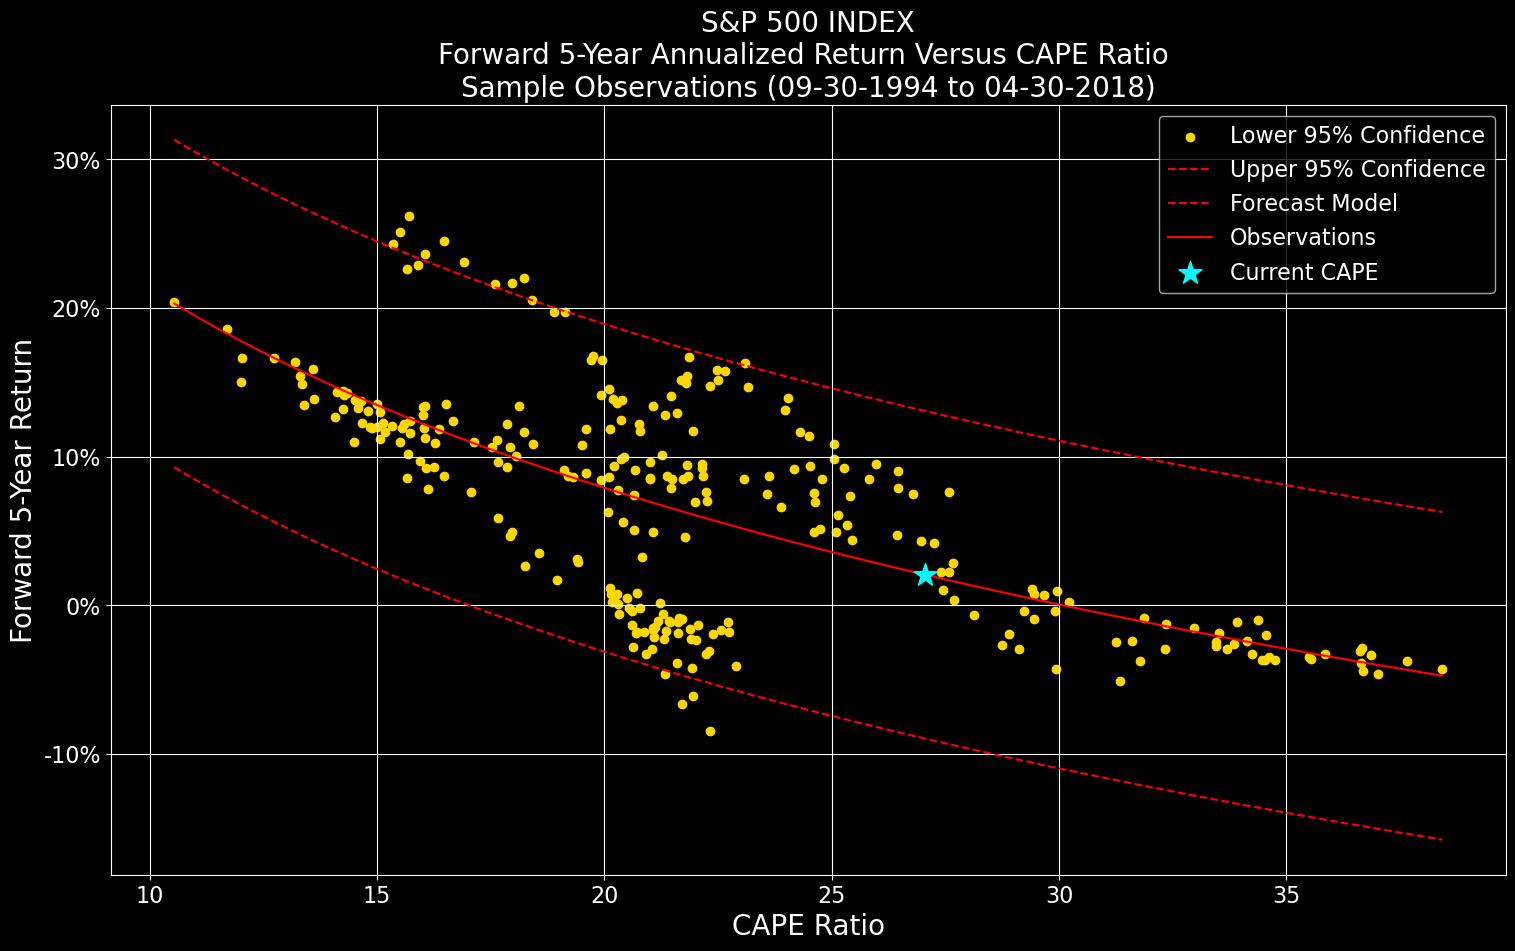 S&P 500 INDEX
Forward 5-Year Annualized Return Versus CAPE Ratio
Sample Observations (09-30-1994 to 04-30-2018)
Lower 95% Confidence
Upper 95% Confidence
Forecast Model
Observations
Current CAPE
Forward 5-Year Return
30%
20%
10%
0%
-10%
10 15 20 25 30 35
CAPE Ratio